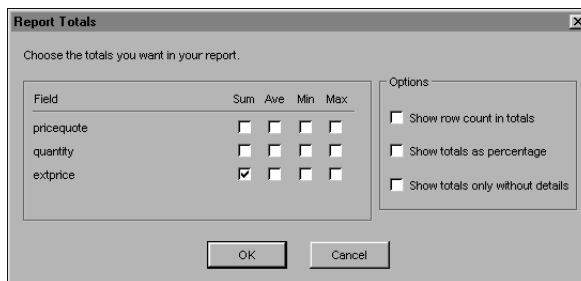 Report Totals
Choose the totals you want in your report.
Field Sum Ave Min Max
pricequote
quantity
extprice
Options
Show row count in totals
Show totals as percentage
Show totals only without details
OK Cancel